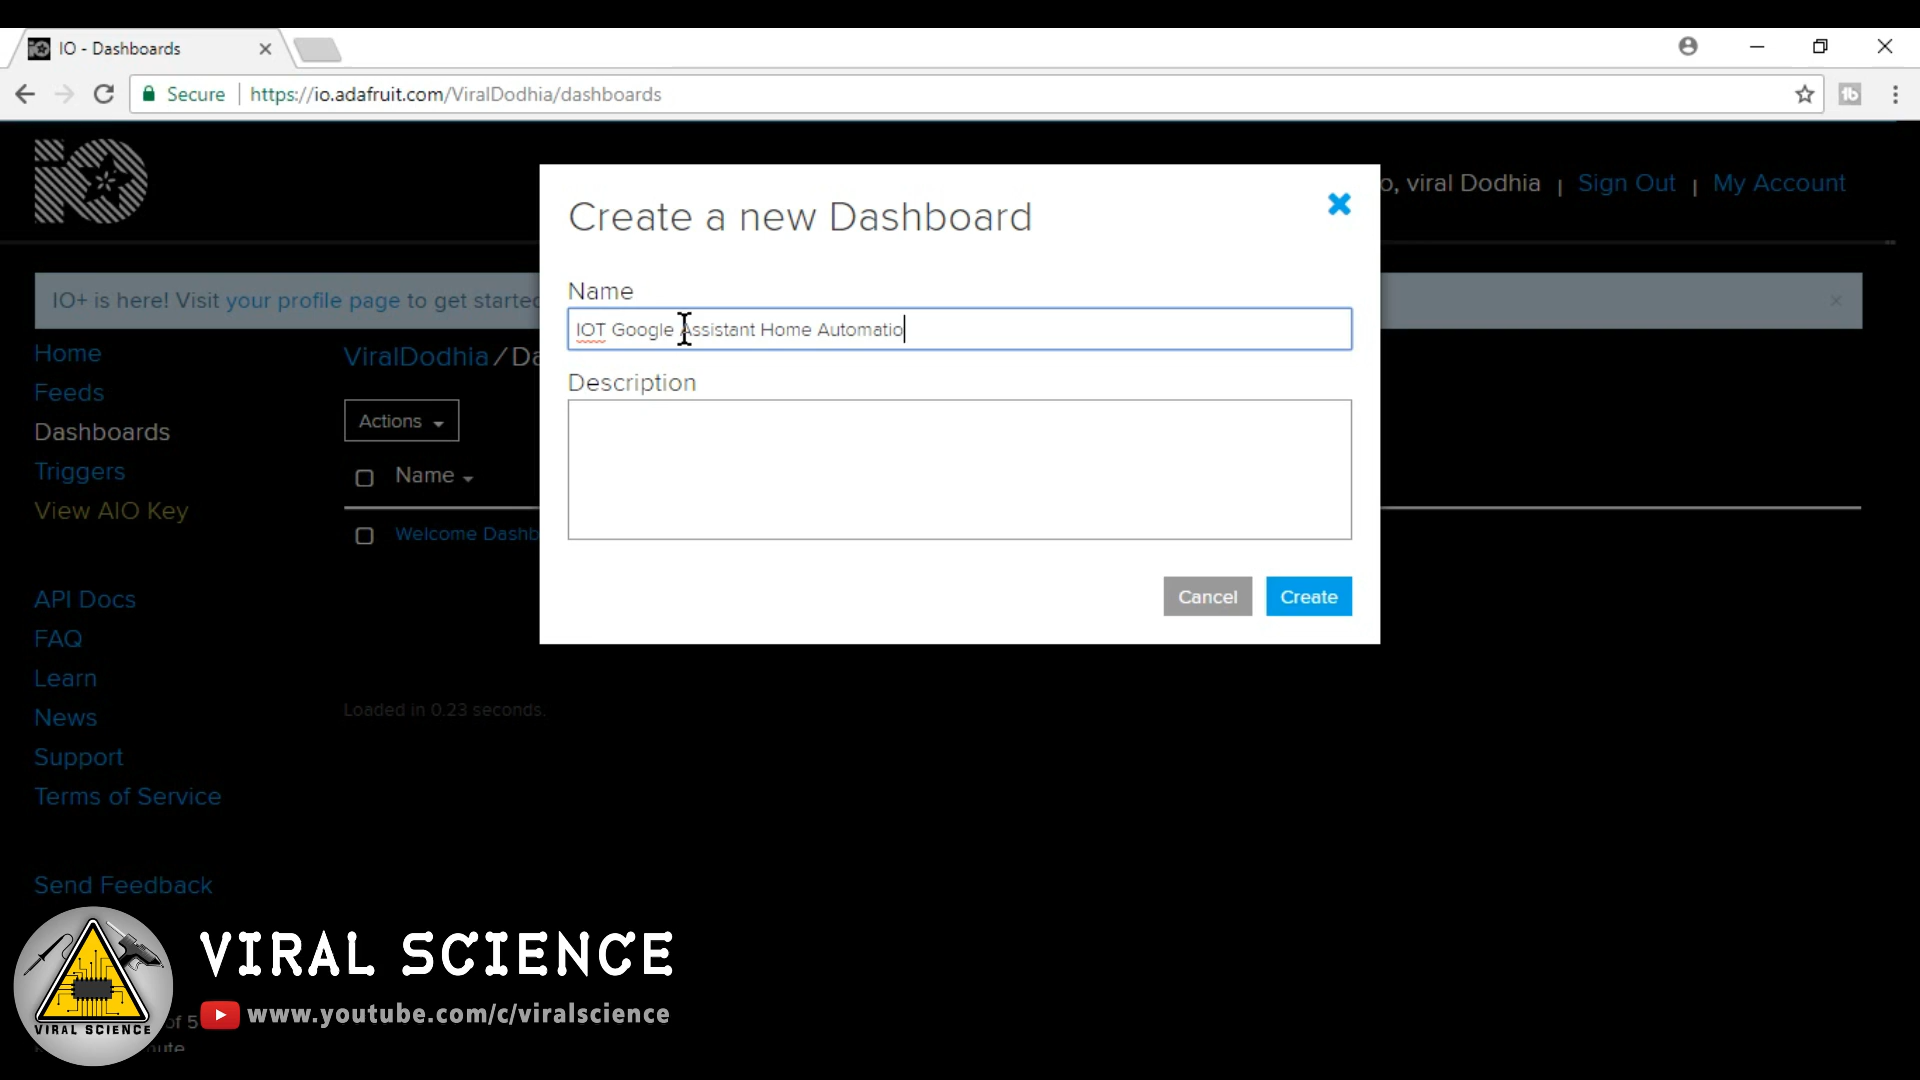 IO - Dashboards
Secure https://io.adafruit.com/ViralDodhia/dashboards
o, viral Dodhia | Sign Out | My Account
Create a new Dashboard
IO+ is here! Visit your profile page to get started
Name
IOT Google Assistant Home Automatio
Description
Cancel Create
Home
Feeds
Dashboards
Triggers
View AIO Key
ViralDodhia / Da
Actions
Name
Welcome Dashb
API Docs
FAQ
Learn
News
Support
Terms of Service
Loaded in 0.23 seconds.
Send Feedback
VIRAL SCIENCE
www.youtube.com/c/viralscience
VIRAL SCIENCE
of 5